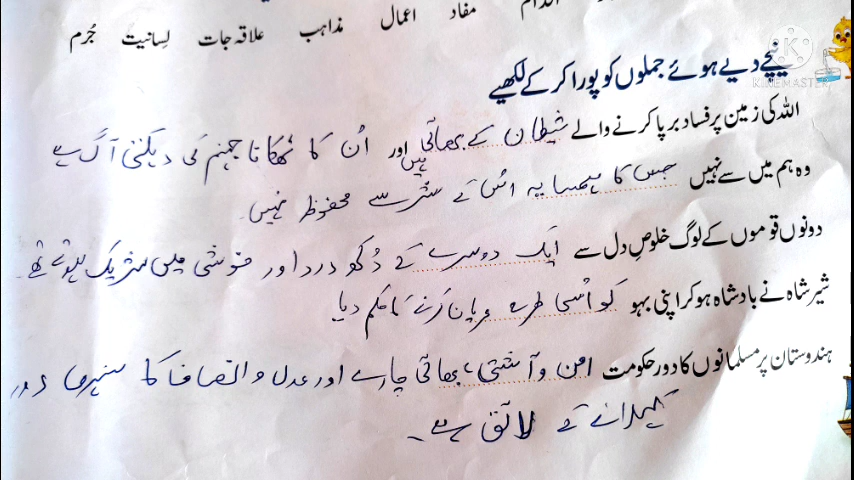 اقدام مفاد اعمال مذاہب علاقہ جات لسانیت جُرم
نیچے دیے ہوئے جملوں کو پورا کر کے لکھیے
KINEMASTER
اللہ کی زمین پر فساد برپا کرنے والے شیطان کے بھائی ہیں اور اُن کا ٹھکانا جہنم کی دہکتی آگ ہے
وہ ہم میں سے نہیں جس کا ہمسایہ اُس کے شر سے محفوظ نہیں۔
دونوں قوموں کے لوگ خلوصِ دل سے ایک دوسرے کے دُکھ درد اور خوشی میں شریک ہوتے تھے۔
شیر شاہ نے بادشاہ ہو کر اپنی بہو کو اُسی طرح عریاں کرنے کا حکم دیا
ہندوستان پر مسلمانوں کا دورِ حکومت امن و آشتی، بھائی چارے اور عدل و انصاف کا سنہری دور
کہلانے کے لائق ہے۔